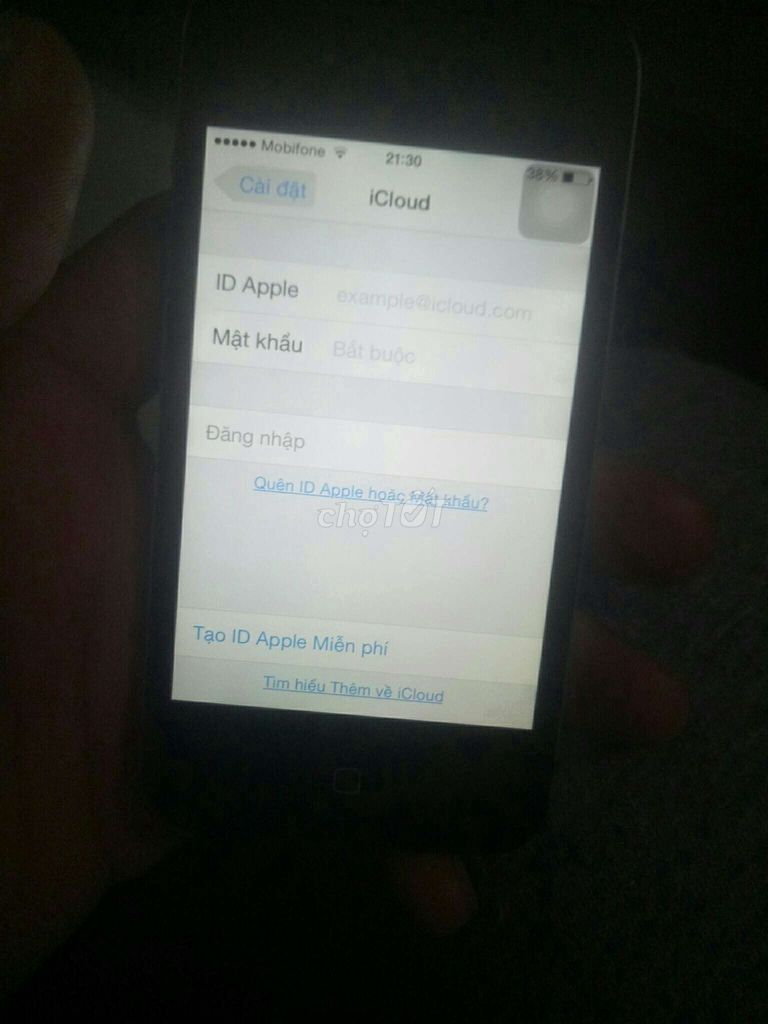 Mobifone 21:30 38%
Cài đặt iCloud
ID Apple example@icloud.com
Mật khẩu Bắt buộc
Đăng nhập
Quên ID Apple hoặc Mật khẩu?
chợTỐT
Tạo ID Apple Miễn phí
Tìm hiểu Thêm về iCloud